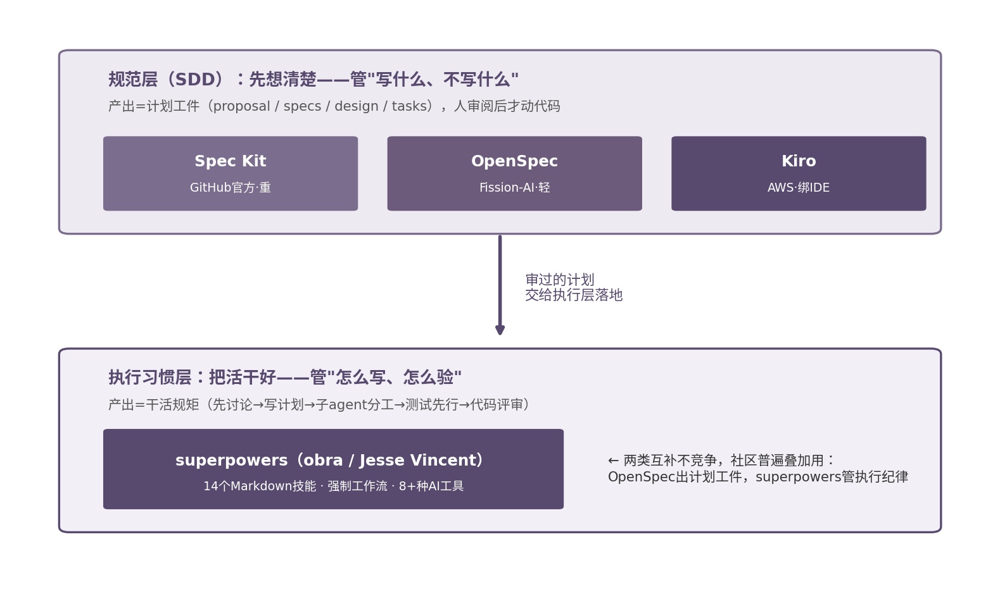 规范层（SDD）：先想清楚——管"写什么、不写什么"
产出=计划工件（proposal / specs / design / tasks），人审阅后才动代码
Spec Kit
GitHub官方·重
OpenSpec
Fission-AI·轻
Kiro
AWS·绑IDE
审过的计划
交给执行层落地
执行习惯层：把活干好——管"怎么写、怎么验"
产出=干活规矩（先讨论→写计划→子agent分工→测试先行→代码评审）
superpowers（obra / Jesse Vincent）
14个Markdown技能 · 强制工作流 · 8+种AI工具
← 两类互补不竞争，社区普遍叠加用：
OpenSpec出计划工件，superpowers管执行纪律